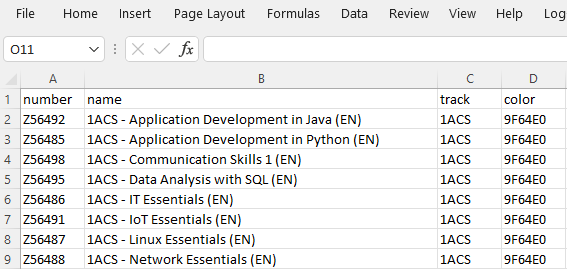 File Home Insert Page Layout Formulas Data Review View Help
O11 fx
A B C D
1 number name track color
2 Z56492 1ACS - Application Development in Java (EN) 1ACS 9F64E0
3 Z56485 1ACS - Application Development in Python (EN) 1ACS 9F64E0
4 Z56498 1ACS - Communication Skills 1 (EN) 1ACS 9F64E0
5 Z56495 1ACS - Data Analysis with SQL (EN) 1ACS 9F64E0
6 Z56486 1ACS - IT Essentials (EN) 1ACS 9F64E0
7 Z56491 1ACS - IoT Essentials (EN) 1ACS 9F64E0
8 Z56487 1ACS - Linux Essentials (EN) 1ACS 9F64E0
9 Z56488 1ACS - Network Essentials (EN) 1ACS 9F64E0